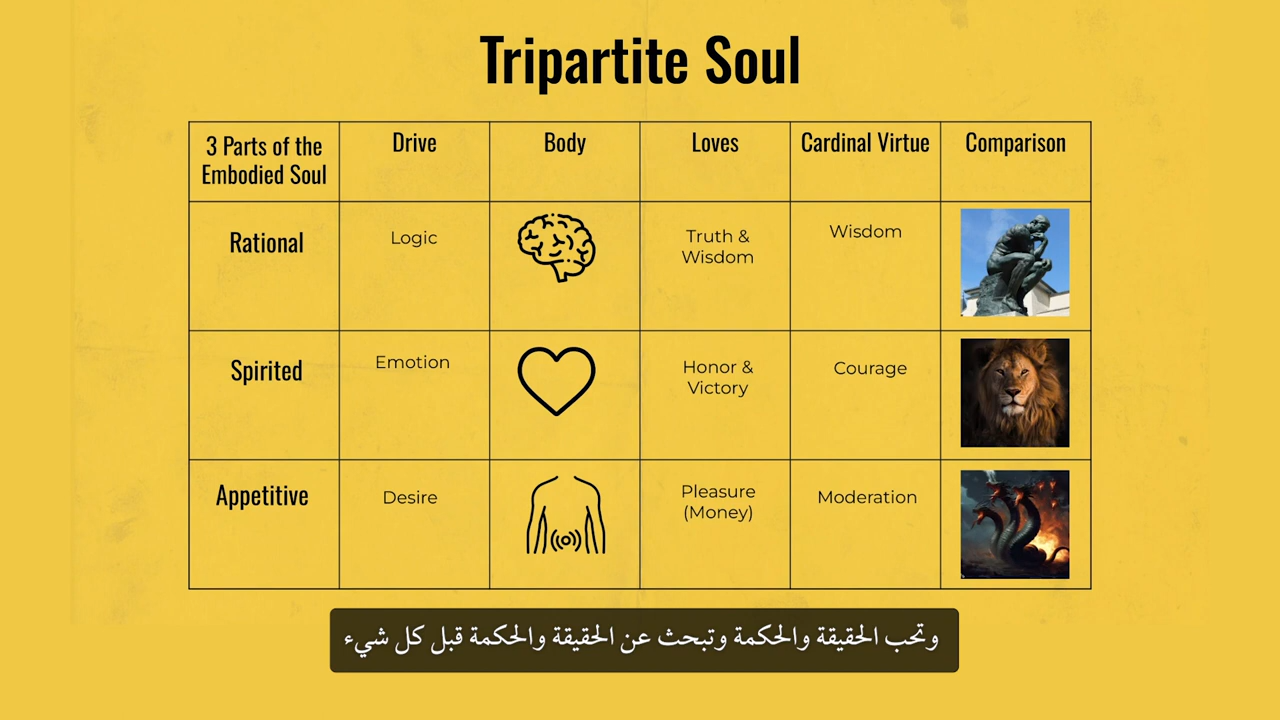 Tripartite Soul
3 Parts of the
Embodied Soul
Drive
Body
Loves
Cardinal Virtue
Comparison
Rational
Logic
Truth &
Wisdom
Wisdom
Spirited
Emotion
Honor &
Victory
Courage
Appetitive
Desire
Pleasure
(Money)
Moderation
وتحب الحقيقة والحكمة وتبحث عن الحقيقة والحكمة قبل كل شيء